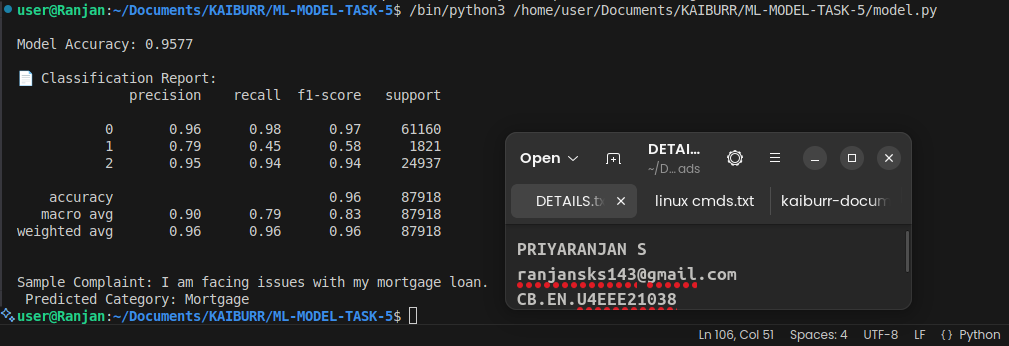 user@Ranjan:~/Documents/KAIBURR/ML-MODEL-TASK-5$ /bin/python3 /home/user/Documents/KAIBURR/ML-MODEL-TASK-5/model.py
Model Accuracy: 0.9577
📄 Classification Report:
precision recall f1-score support
0 0.96 0.98 0.97 61160
1 0.79 0.45 0.58 1821
2 0.95 0.94 0.94 24937
accuracy 0.96 87918
macro avg 0.90 0.79 0.83 87918
weighted avg 0.96 0.96 0.96 87918
Sample Complaint: I am facing issues with my mortgage loan.
Predicted Category: Mortgage
user@Ranjan:~/Documents/KAIBURR/ML-MODEL-TASK-5$
Open
DETAI…
~/D…ads
DETAILS.tx
linux cmds.txt
kaiburr-docum
PRIYARANJAN S
ranjansks143@gmail.com
CB.EN.U4EEE21038
Ln 106, Col 51 Spaces: 4 UTF-8 LF {} Python